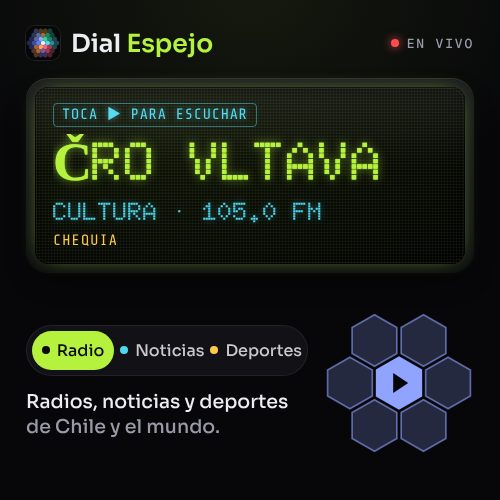 Dial Espejo
EN VIVO
TOCA ▶ PARA ESCUCHAR
ČRO VLTAVA
CULTURA · 105.0 FM
CHEQUIA
Radio Noticias Deportes
Radios, noticias y deportes
de Chile y el mundo.